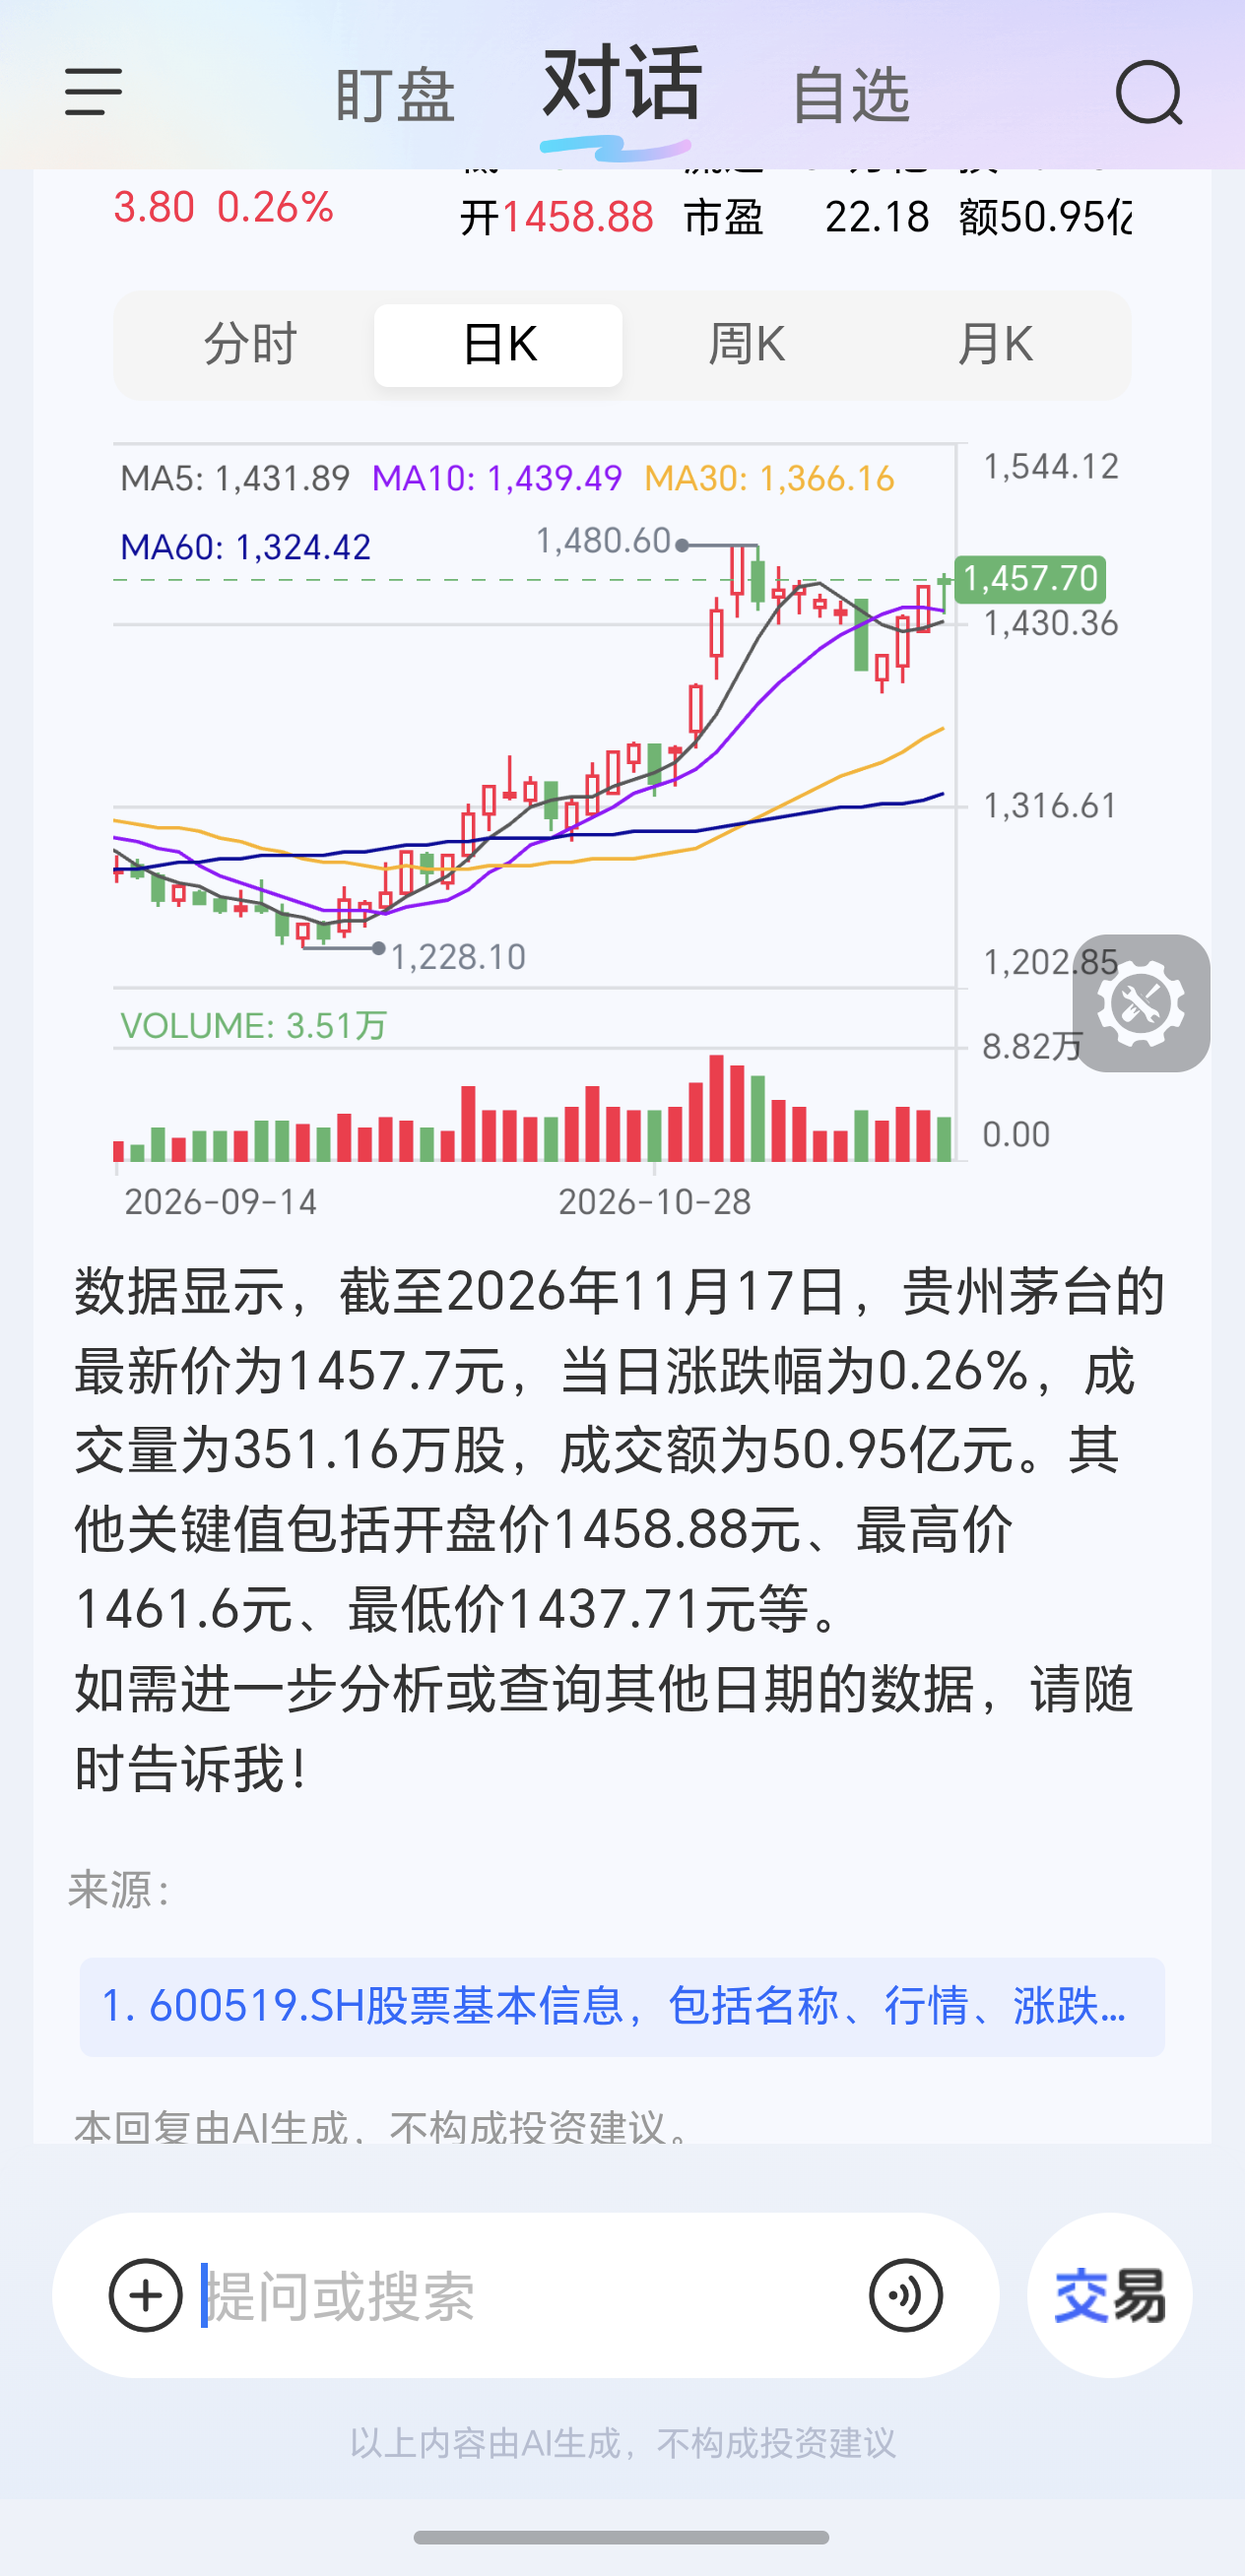 盯盘 对话 自选
3.80 0.26% 开1458.88 市盈 22.18 额50.95亿
分时 日K 周K 月K
MA5: 1,431.89 MA10: 1,439.49 MA30: 1,366.16
MA60: 1,324.42
1,544.12
1,480.60
1,457.70
1,430.36
1,316.61
1,228.10
1,202.85
VOLUME: 3.51万
8.82万
0.00
2026-09-14 2026-10-28
数据显示，截至2026年11月17日，贵州茅台的
最新价为1457.7元，当日涨跌幅为0.26%，成
交量为351.16万股，成交额为50.95亿元。其
他关键值包括开盘价1458.88元、最高价
1461.6元、最低价1437.71元等。
如需进一步分析或查询其他日期的数据，请随
时告诉我！
来源：
1. 600519.SH股票基本信息，包括名称、行情、涨跌...
本回复由AI生成，不构成投资建议。
提问或搜索
交易
以上内容由AI生成，不构成投资建议